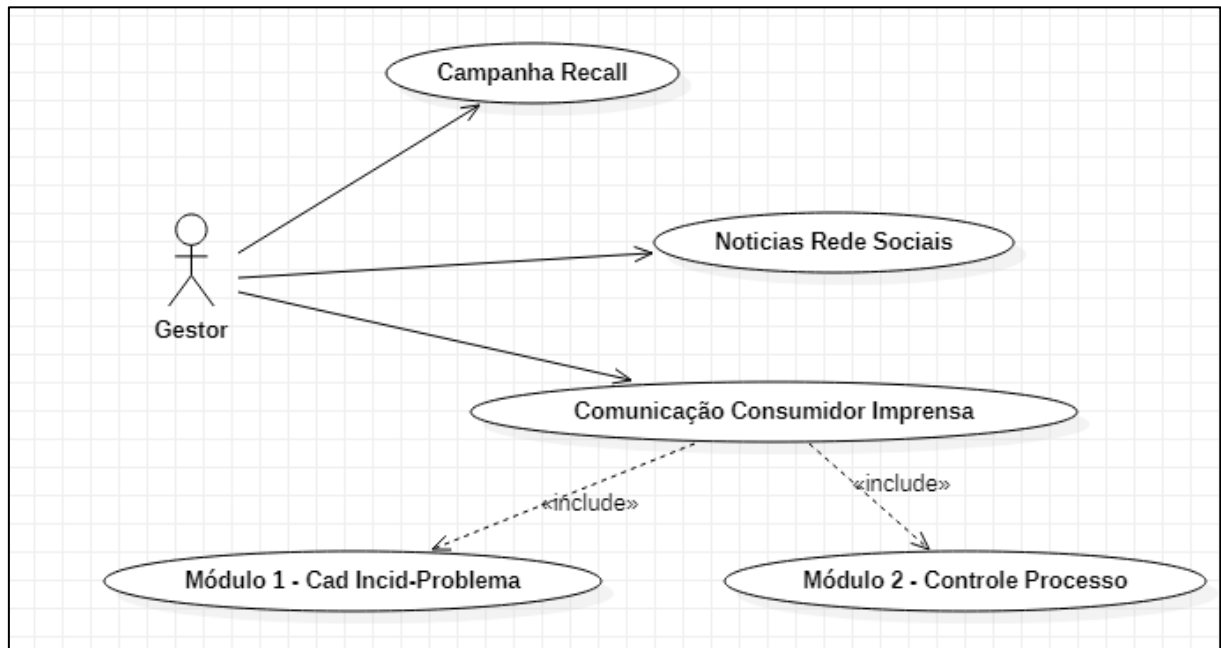 Campanha Recall
Noticias Rede Sociais
Gestor
Comunicação Consumidor Imprensa
«include»
«include»
Módulo 1 - Cad Incid-Problema
Módulo 2 - Controle Processo